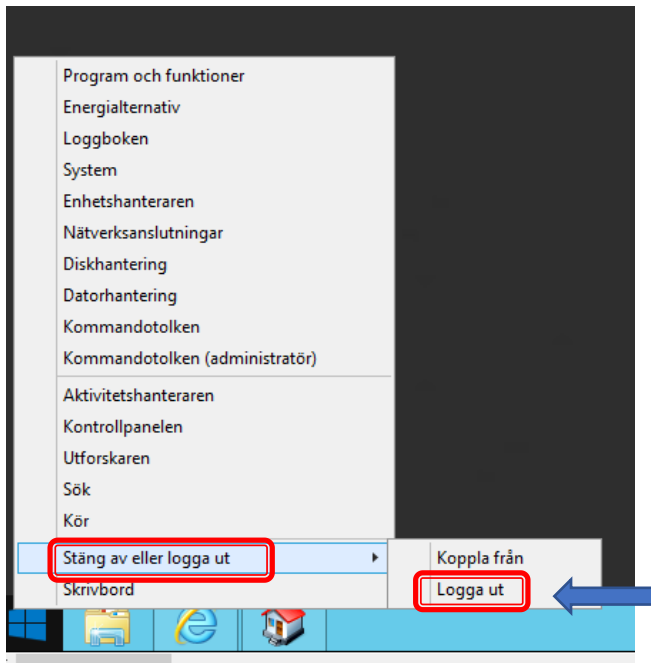 Program och funktioner
Energialternativ
Loggboken
System
Enhetshanteraren
Nätverksanslutningar
Diskhantering
Datorhantering
Kommandotolken
Kommandotolken (administratör)
Aktivitetshanteraren
Kontrollpanelen
Utforskaren
Sök
Kör
Stäng av eller logga ut
Skrivbord
Koppla från
Logga ut